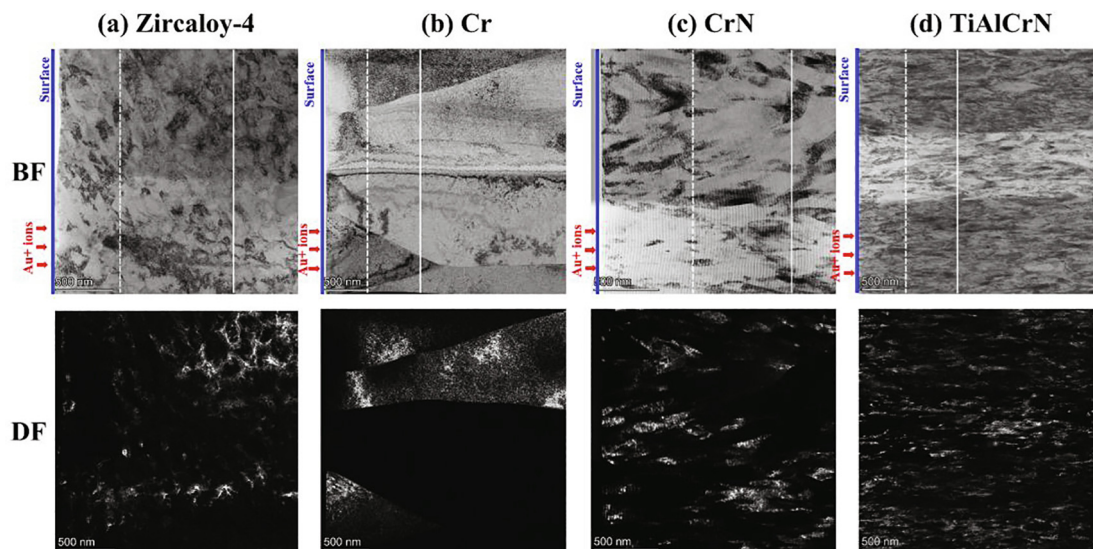 (a) Zircaloy-4
(b) Cr
(c) CrN
(d) TiAlCrN
BF
Surface
Au+ ions
500 nm
Surface
Au+ ions
500 nm
Surface
Au+ ions
500 nm
Surface
Au+ ions
500 nm
DF
500 nm
500 nm
500 nm
500 nm